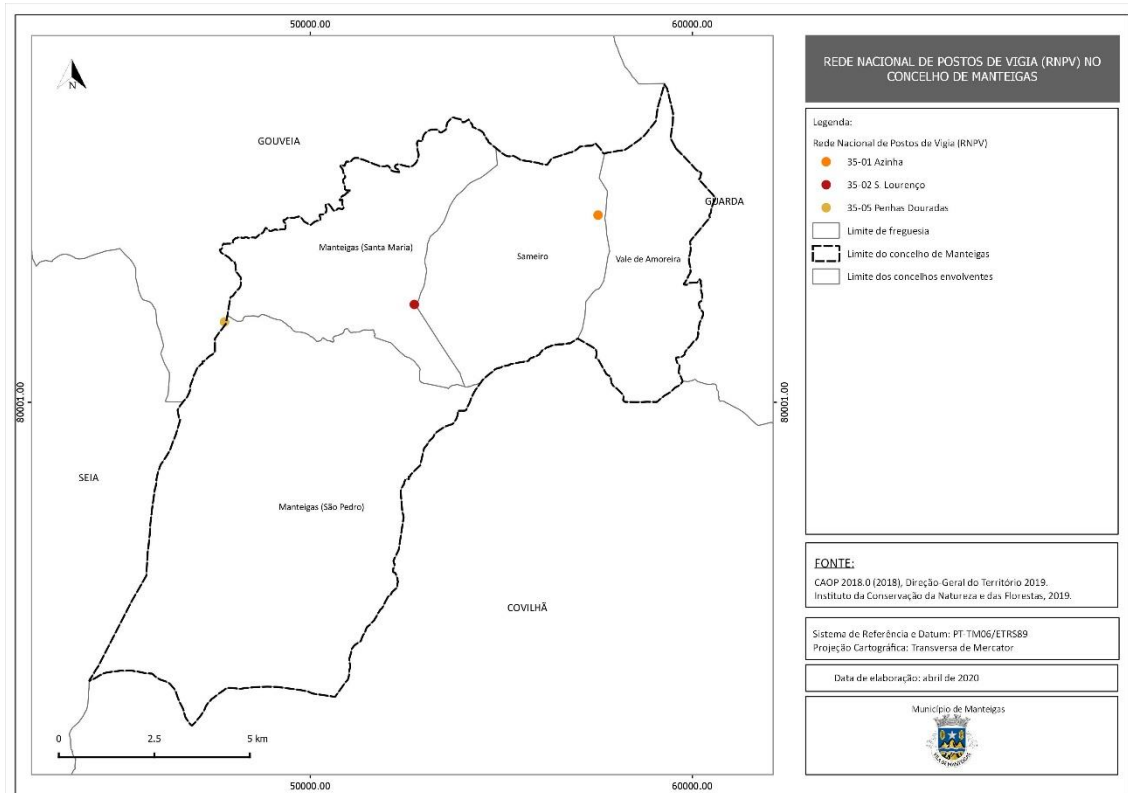 50000.00
60000.00
N
GOUVEIA
GUARDA
Manteigas (Santa Maria)
Sameiro
Vale de Amoreira
80001.00
80001.00
SEIA
Manteigas (São Pedro)
COVILHÃ
0 2.5 5 km
50000.00
60000.00
REDE NACIONAL DE POSTOS DE VIGIA (RNPV) NO
CONCELHO DE MANTEIGAS
Legenda:
Rede Nacional de Postos de Vigia (RNPV)
35-01 Azinha
35-02 S. Lourenço
35-05 Penhas Douradas
Limite de freguesia
Limite do concelho de Manteigas
Limite dos concelhos envolventes
FONTE:
CAOP 2018.0 (2018), Direção-Geral do Território 2019.
Instituto da Conservação da Natureza e das Florestas, 2019.
Sistema de Referência e Datum: PT-TM06/ETRS89
Projeção Cartográfica: Transversa de Mercator
Data de elaboração: abril de 2020
Município de Manteigas
VILA DE MANTEIGAS